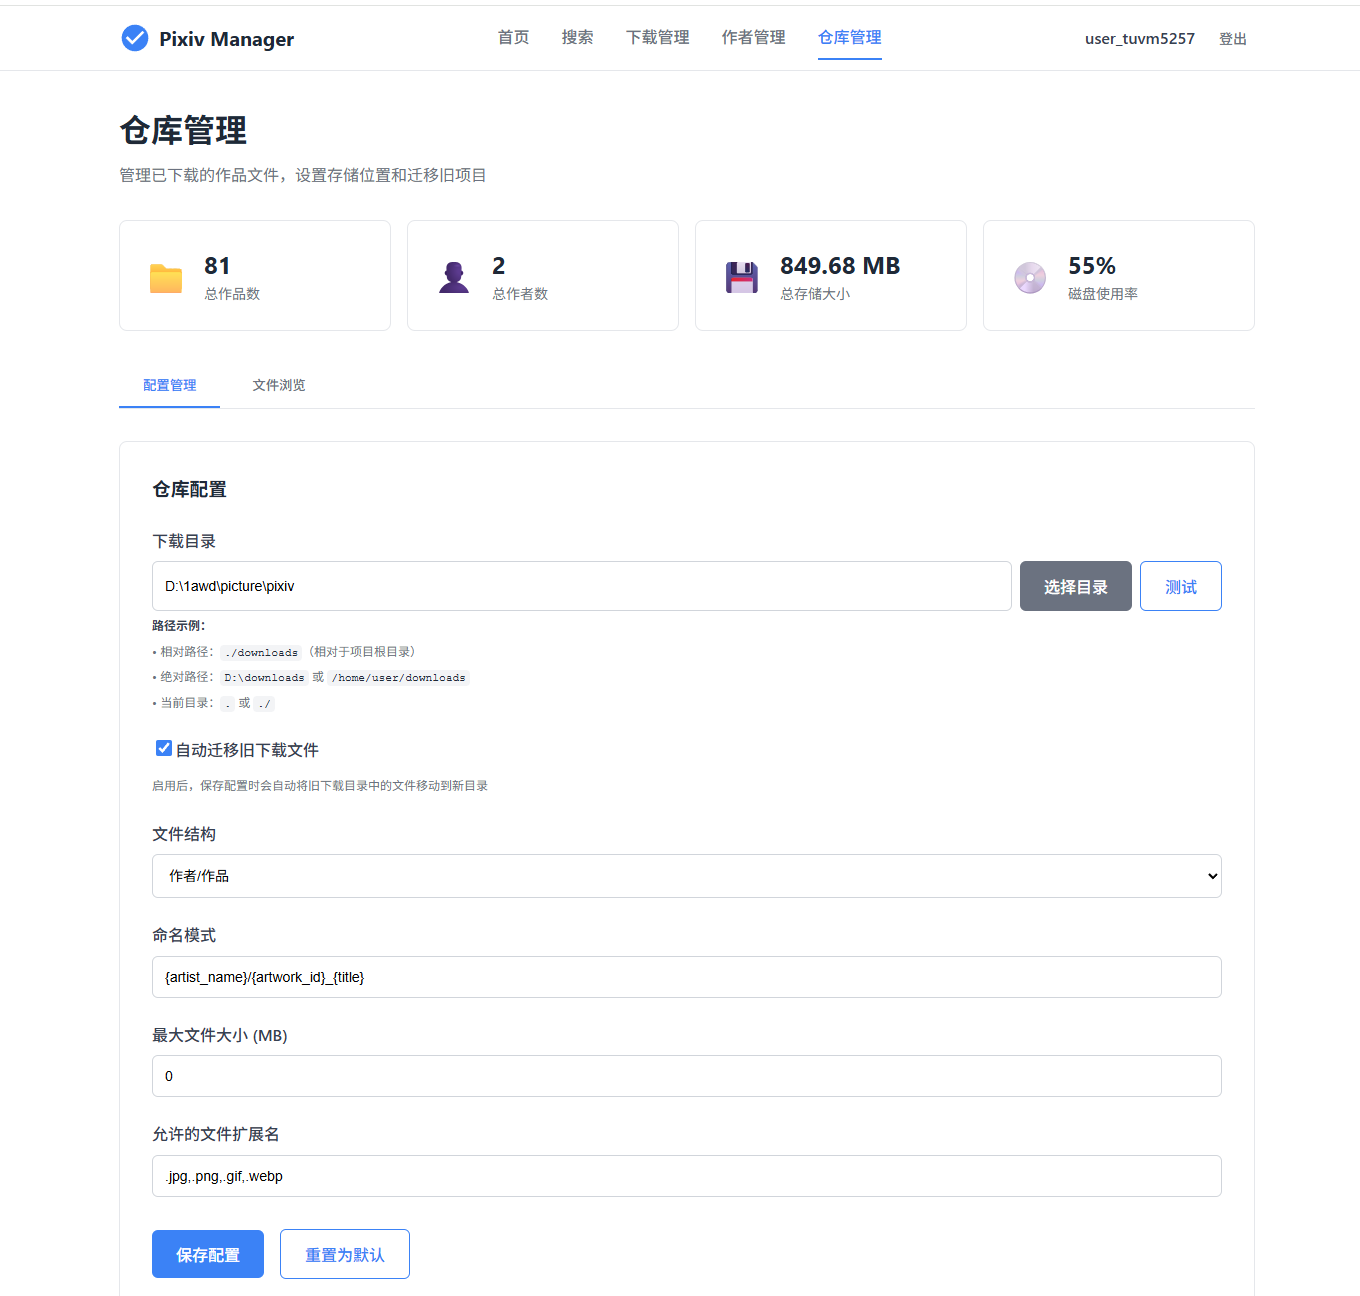 Pixiv Manager
首页
搜索
下载管理
作者管理
仓库管理
user_tuvm5257
登出
仓库管理
管理已下载的作品文件，设置存储位置和迁移旧项目
81
总作品数
2
总作者数
849.68 MB
总存储大小
55%
磁盘使用率
配置管理
文件浏览
仓库配置
下载目录
D:\1awd\picture\pixiv
选择目录
测试
路径示例：
• 相对路径： ./downloads （相对于项目根目录）
• 绝对路径： D:\downloads 或 /home/user/downloads
• 当前目录： . 或 ./
自动迁移旧下载文件
启用后，保存配置时会自动将旧下载目录中的文件移动到新目录
文件结构
作者/作品
命名模式
{artist_name}/{artwork_id}_{title}
最大文件大小 (MB)
0
允许的文件扩展名
.jpg,.png,.gif,.webp
保存配置
重置为默认